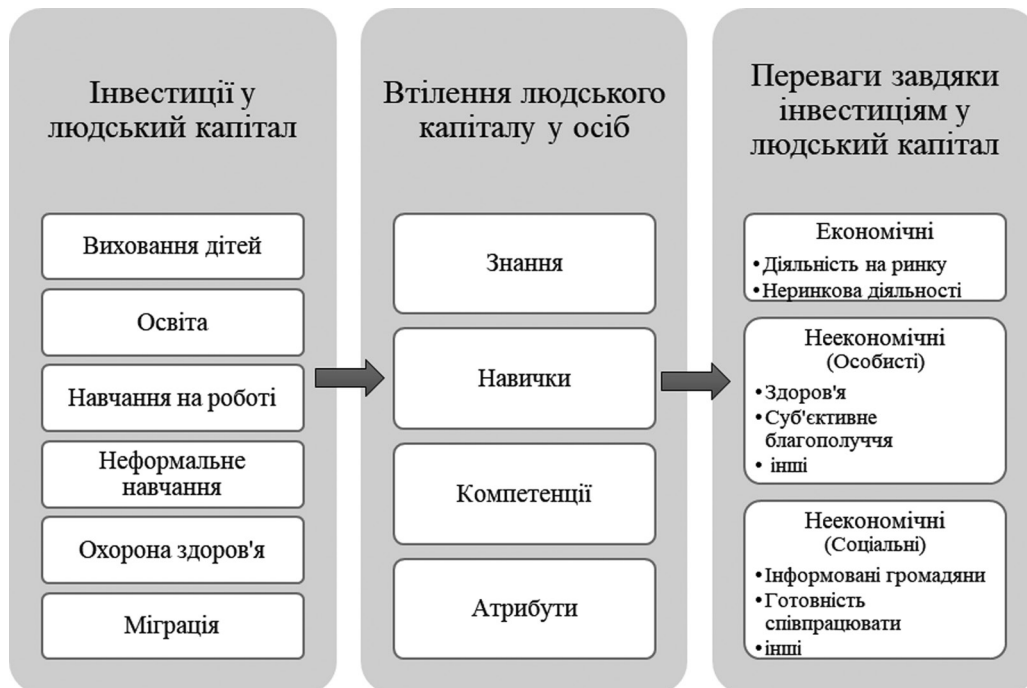 Інвестиції у
людський капітал
Виховання дітей
Освіта
Навчання на роботі
Неформальне
навчання
Охорона здоров'я
Міграція
Втілення людського
капіталу у осіб
Знання
Навички
Компетенції
Атрибути
Переваги завдяки
інвестиціям у
людський капітал
Економічні
• Діяльність на ринку
• Неринкова діяльності
Неекономічні
(Особисті)
• Здоров'я
• Суб'єктивне
благополуччя
• інші
Неекономічні
(Соціальні)
• Інформовані громадяни
• Готовність
співпрацювати
• інші